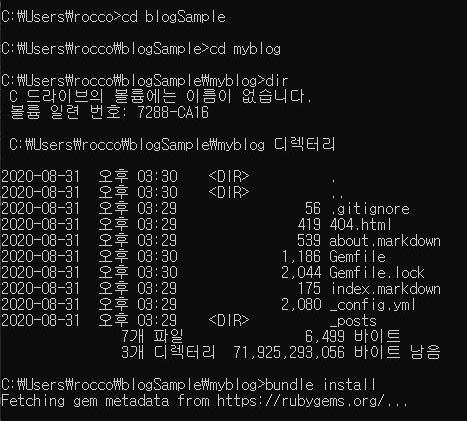 C:₩Users₩rocco>cd blogSample
C:₩Users₩rocco₩blogSample>cd myblog
C:₩Users₩rocco₩blogSample₩myblog>dir
 C 드라이브의 볼륨에는 이름이 없습니다.
 볼륨 일련 번호: 7288-CA16
 C:₩Users₩rocco₩blogSample₩myblog 디렉터리
2020-08-31  오후 03:30    <DIR>          .
2020-08-31  오후 03:30    <DIR>          ..
2020-08-31  오후 03:29                56 .gitignore
2020-08-31  오후 03:29               419 404.html
2020-08-31  오후 03:29               539 about.markdown
2020-08-31  오후 03:30             1,186 Gemfile
2020-08-31  오후 03:30             2,044 Gemfile.lock
2020-08-31  오후 03:29               175 index.markdown
2020-08-31  오후 03:29             2,080 _config.yml
2020-08-31  오후 03:29    <DIR>          _posts
               7개 파일               6,499 바이트
               3개 디렉터리  71,925,293,056 바이트 남음
C:₩Users₩rocco₩blogSample₩myblog>bundle install
Fetching gem metadata from https://rubygems.org/...